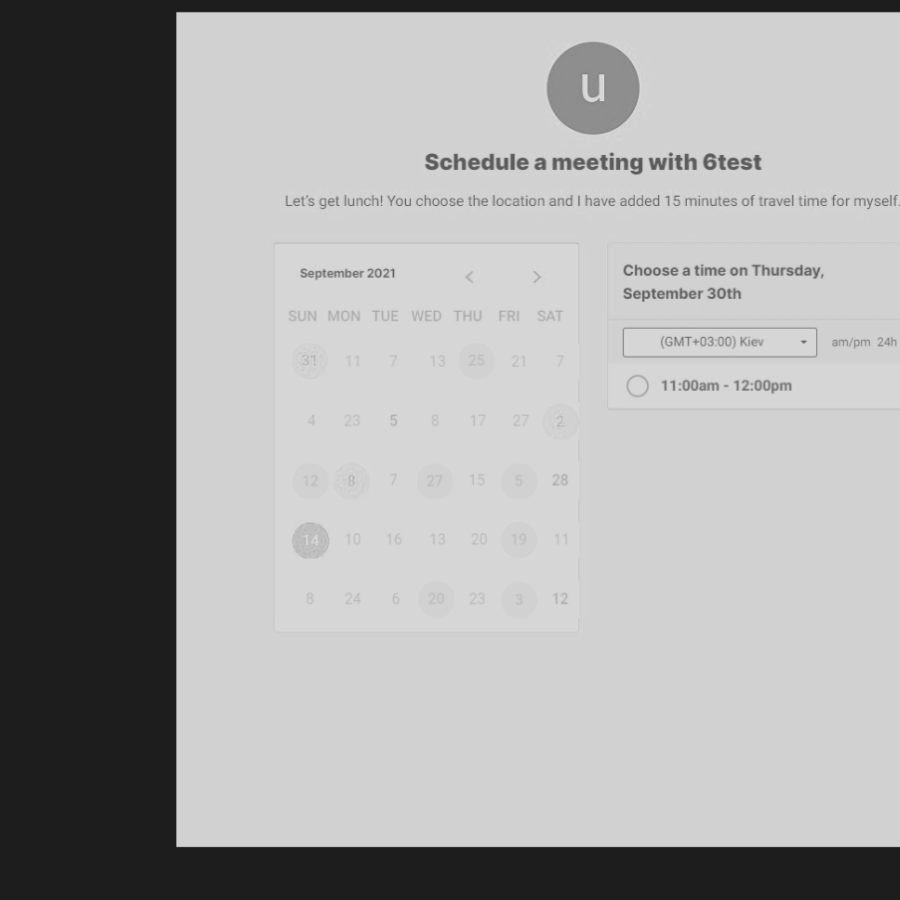 u
Schedule a meeting with 6test
Let's get lunch! You choose the location and I have added 15 minutes of travel time for myself.
September 2021
SUN MON TUE WED THU FRI SAT
31 11 7 13 25 21 7
4 23 5 8 17 27 2
12 8 7 27 15 5 28
14 10 16 13 20 19 11
8 24 6 20 23 3 12
Choose a time on Thursday,
September 30th
(GMT+03:00) Kiev
am/pm 24h
11:00am - 12:00pm